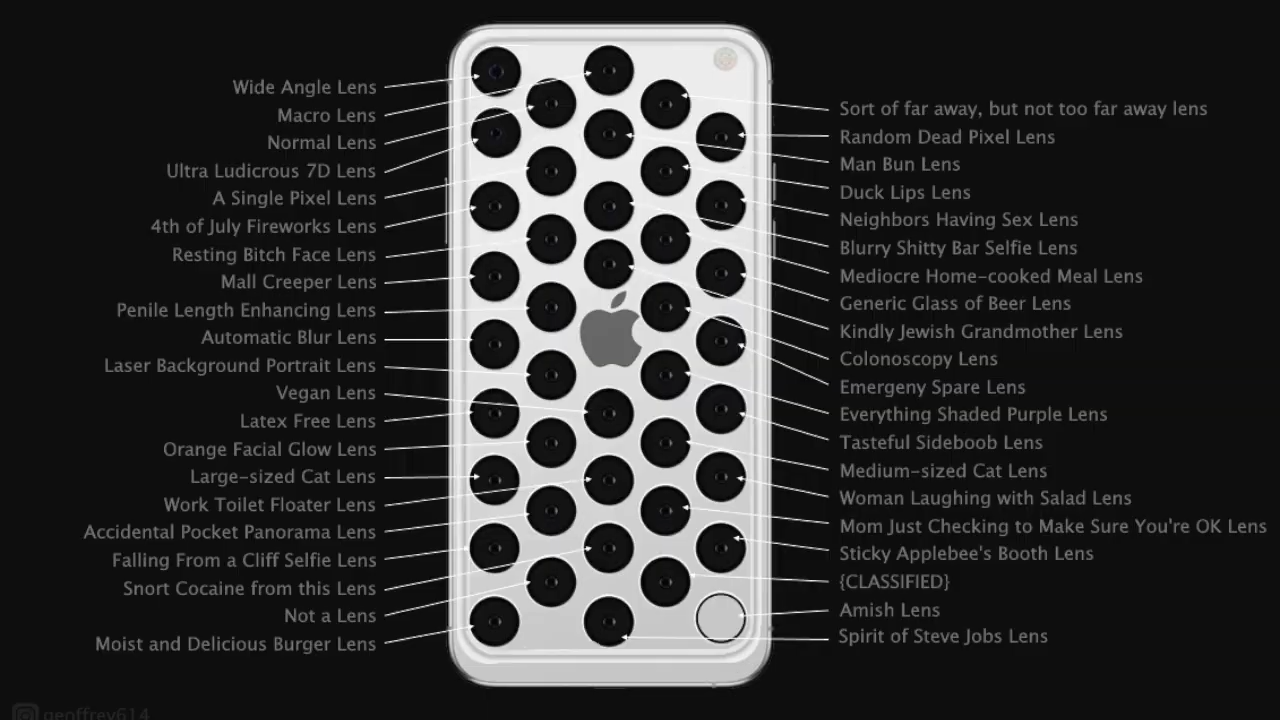 Wide Angle Lens
Macro Lens
Normal Lens
Ultra Ludicrous 7D Lens
A Single Pixel Lens
4th of July Fireworks Lens
Resting Bitch Face Lens
Mall Creeper Lens
Penile Length Enhancing Lens
Automatic Blur Lens
Laser Background Portrait Lens
Vegan Lens
Latex Free Lens
Orange Facial Glow Lens
Large-sized Cat Lens
Work Toilet Floater Lens
Accidental Pocket Panorama Lens
Falling From a Cliff Selfie Lens
Snort Cocaine from this Lens
Not a Lens
Moist and Delicious Burger Lens
Sort of far away, but not too far away lens
Random Dead Pixel Lens
Man Bun Lens
Duck Lips Lens
Neighbors Having Sex Lens
Blurry Shitty Bar Selfie Lens
Mediocre Home-cooked Meal Lens
Generic Glass of Beer Lens
Kindly Jewish Grandmother Lens
Colonoscopy Lens
Emergeny Spare Lens
Everything Shaded Purple Lens
Tasteful Sideboob Lens
Medium-sized Cat Lens
Woman Laughing with Salad Lens
Mom Just Checking to Make Sure You're OK Lens
Sticky Applebee's Booth Lens
{CLASSIFIED}
Amish Lens
Spirit of Steve Jobs Lens
geoffrey614